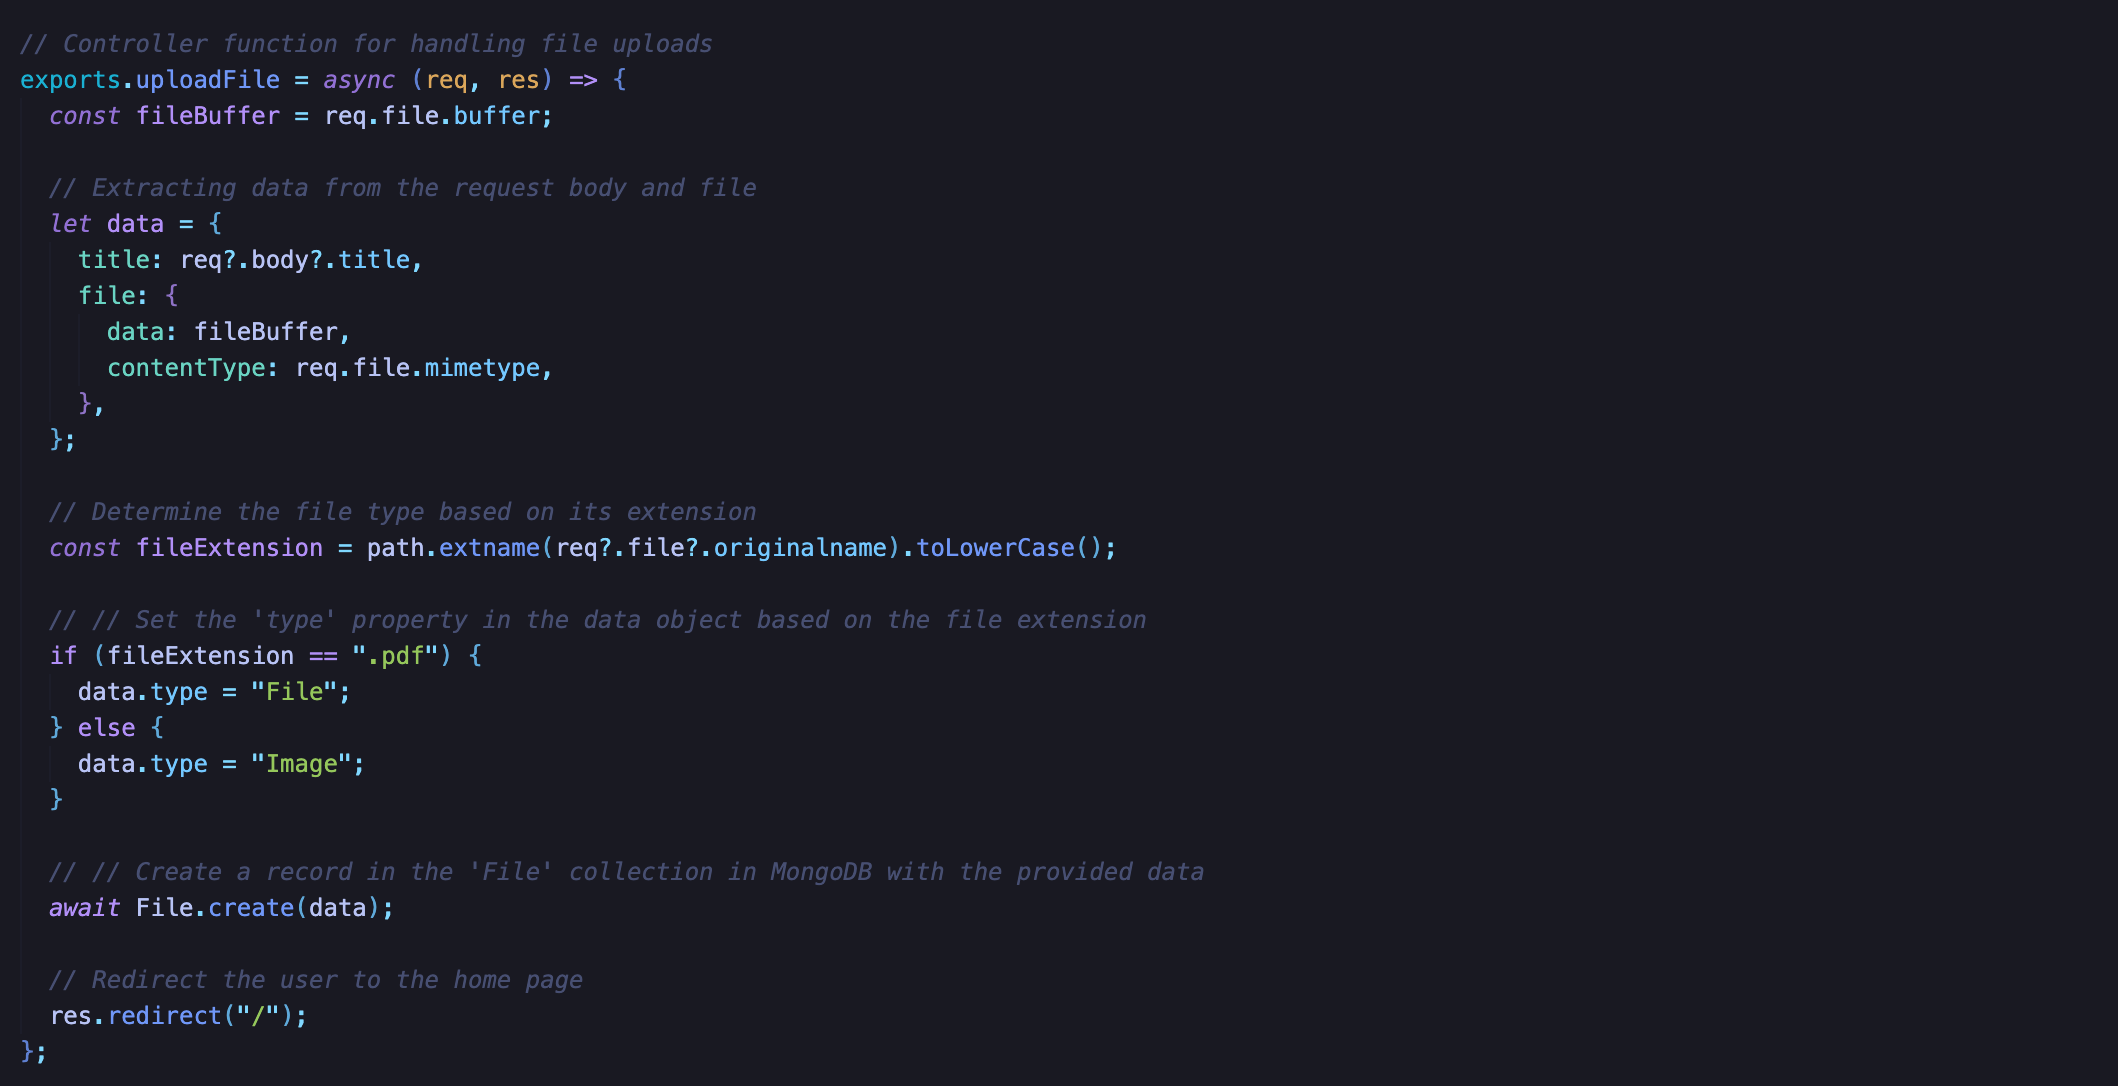 // Controller function for handling file uploads
exports.uploadFile = async (req, res) => {
  const fileBuffer = req.file.buffer;

  // Extracting data from the request body and file
  let data = {
    title: req?.body?.title,
    file: {
      data: fileBuffer,
      contentType: req.file.mimetype,
    },
  };

  // Determine the file type based on its extension
  const fileExtension = path.extname(req?.file?.originalname).toLowerCase();

  // // Set the 'type' property in the data object based on the file extension
  if (fileExtension == ".pdf") {
    data.type = "File";
  } else {
    data.type = "Image";
  }

  // // Create a record in the 'File' collection in MongoDB with the provided data
  await File.create(data);

  // Redirect the user to the home page
  res.redirect("/");
};